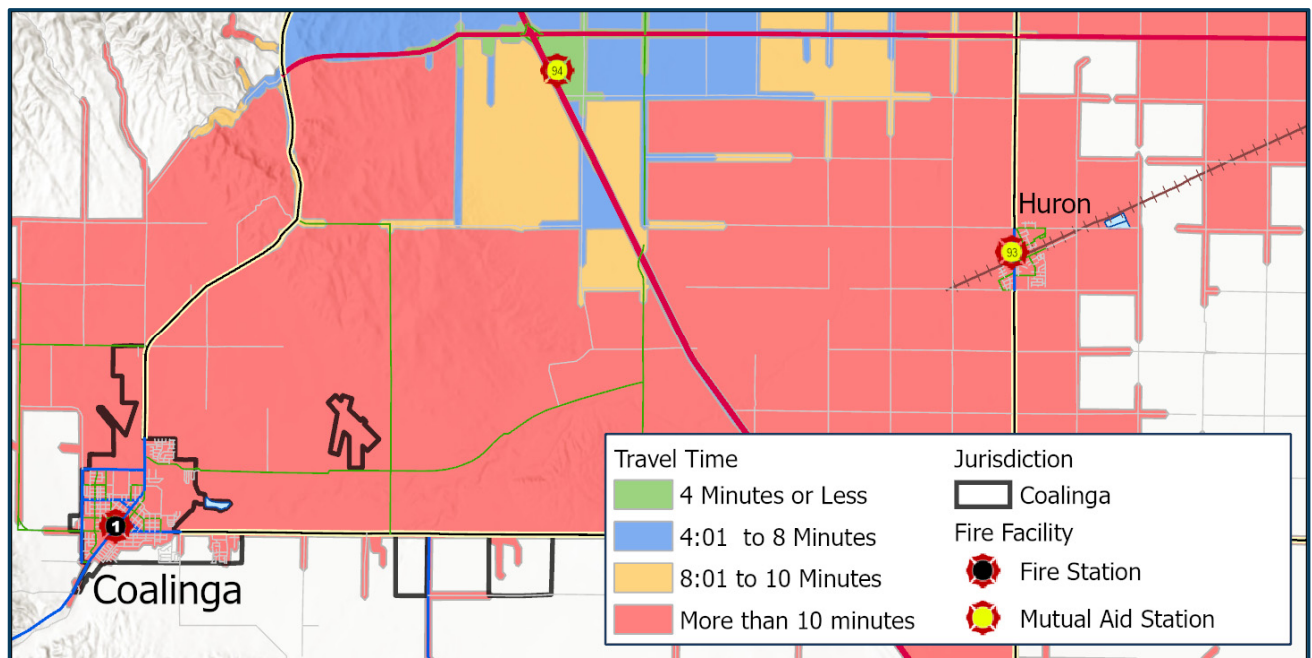 94
Huron
93
1
Coalinga
Travel Time
4 Minutes or Less
4:01 to 8 Minutes
8:01 to 10 Minutes
More than 10 minutes
Jurisdiction
Coalinga
Fire Facility
Fire Station
Mutual Aid Station